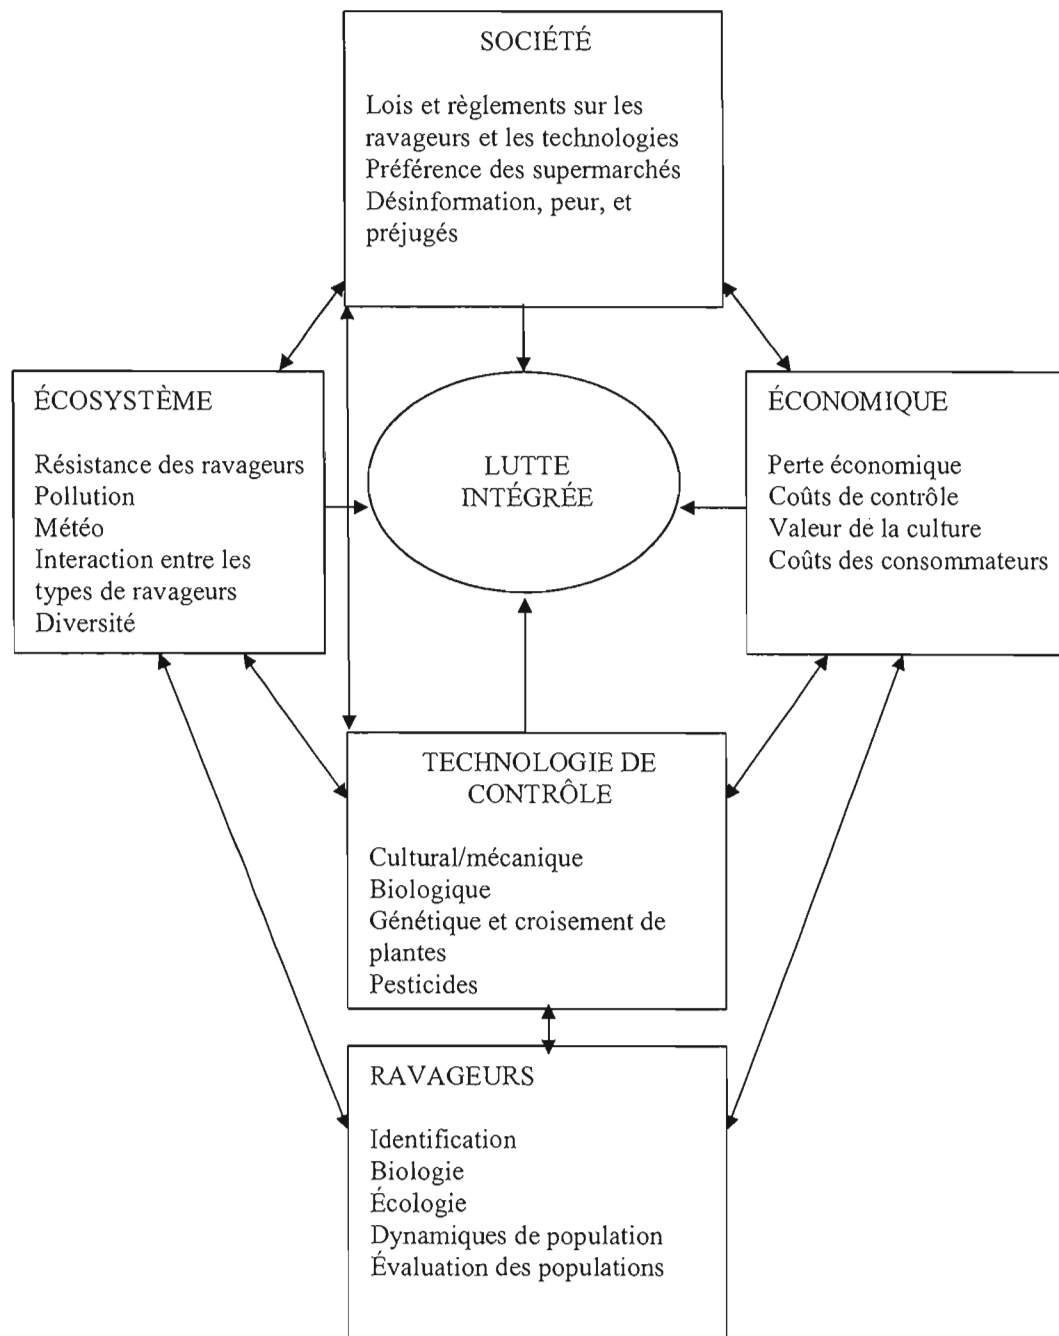 SOCIÉTÉ
Lois et règlements sur les
ravageurs et les technologies
Préférence des supermarchés
Désinformation, peur, et
préjugés
ÉCOSYSTÈME
Résistance des ravageurs
Pollution
Météo
Interaction entre les
types de ravageurs
Diversité
LUTTE
INTÉGRÉE
ÉCONOMIQUE
Perte économique
Coûts de contrôle
Valeur de la culture
Coûts des consommateurs
TECHNOLOGIE DE
CONTRÔLE
Cultural/mécanique
Biologique
Génétique et croisement de
plantes
Pesticides
RAVAGEURS
Identification
Biologie
Écologie
Dynamiques de population
Évaluation des populations